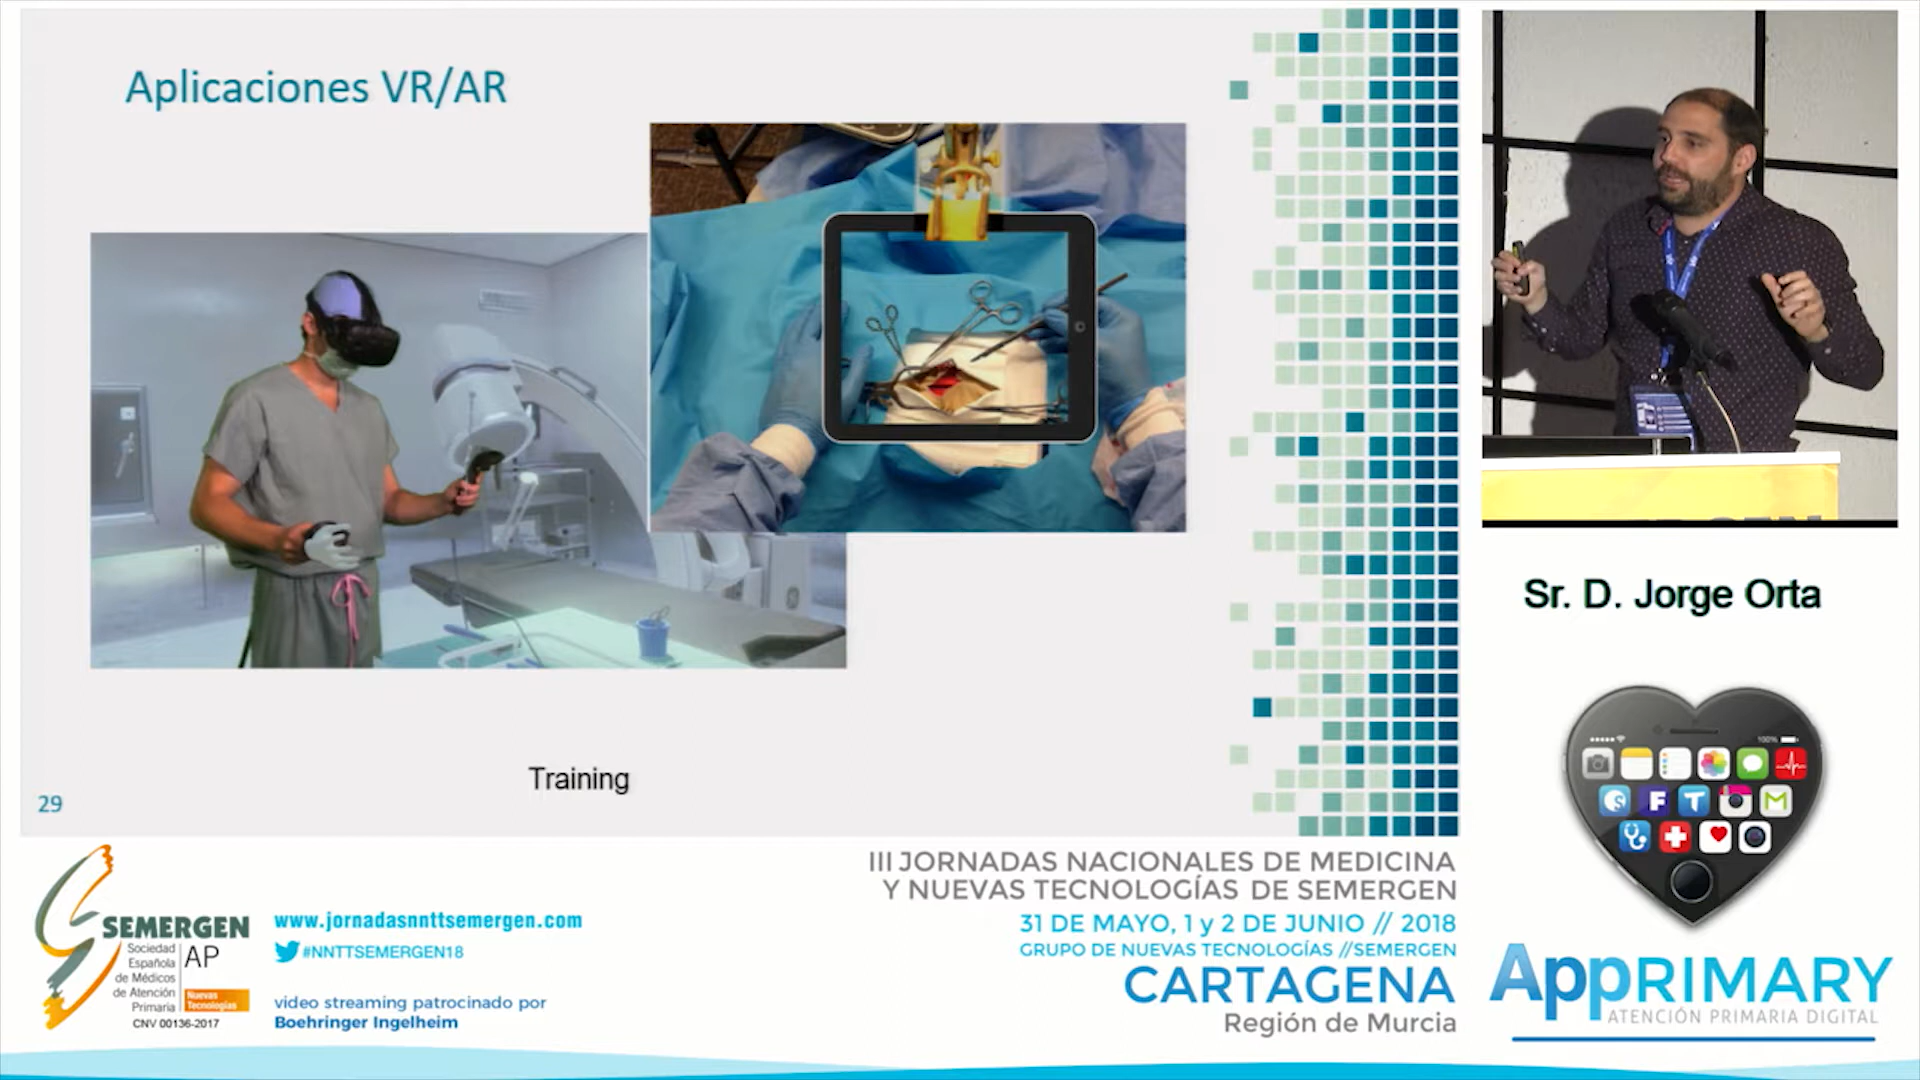 Aplicaciones VR/AR
Training
29
Sr. D. Jorge Orta
SEMERGEN
Sociedad
Española
de Médicos
de Atención
Primaria
AP
Nuevas
Tecnologías
CNV 00136-2017
www.jornadasnnttsemergen.com
#NNTTSEMERGEN18
video streaming patrocinado por
Boehringer Ingelheim
III JORNADAS NACIONALES DE MEDICINA
Y NUEVAS TECNOLOGÍAS DE SEMERGEN
31 DE MAYO, 1 y 2 DE JUNIO // 2018
GRUPO DE NUEVAS TECNOLOGÍAS //SEMERGEN
CARTAGENA
Región de Murcia
100%
AppRIMARY
ATENCIÓN PRIMARIA DIGITAL